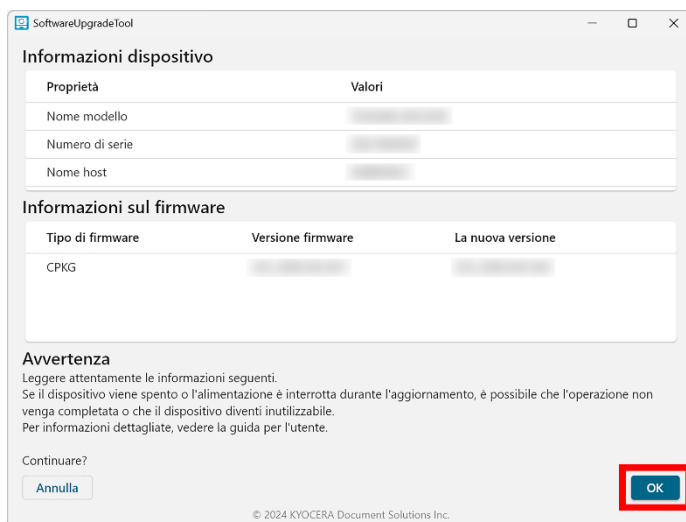 SoftwareUpgradeTool
Informazioni dispositivo
Proprietà Valori
Nome modello
Numero di serie
Nome host
Informazioni sul firmware
Tipo di firmware Versione firmware La nuova versione
CPKG
Avvertenza
Leggere attentamente le informazioni seguenti.
Se il dispositivo viene spento o l'alimentazione è interrotta durante l'aggiornamento, è possibile che l'operazione non
venga completata o che il dispositivo diventi inutilizzabile.
Per informazioni dettagliate, vedere la guida per l'utente.
Continuare?
Annulla OK
© 2024 KYOCERA Document Solutions Inc.